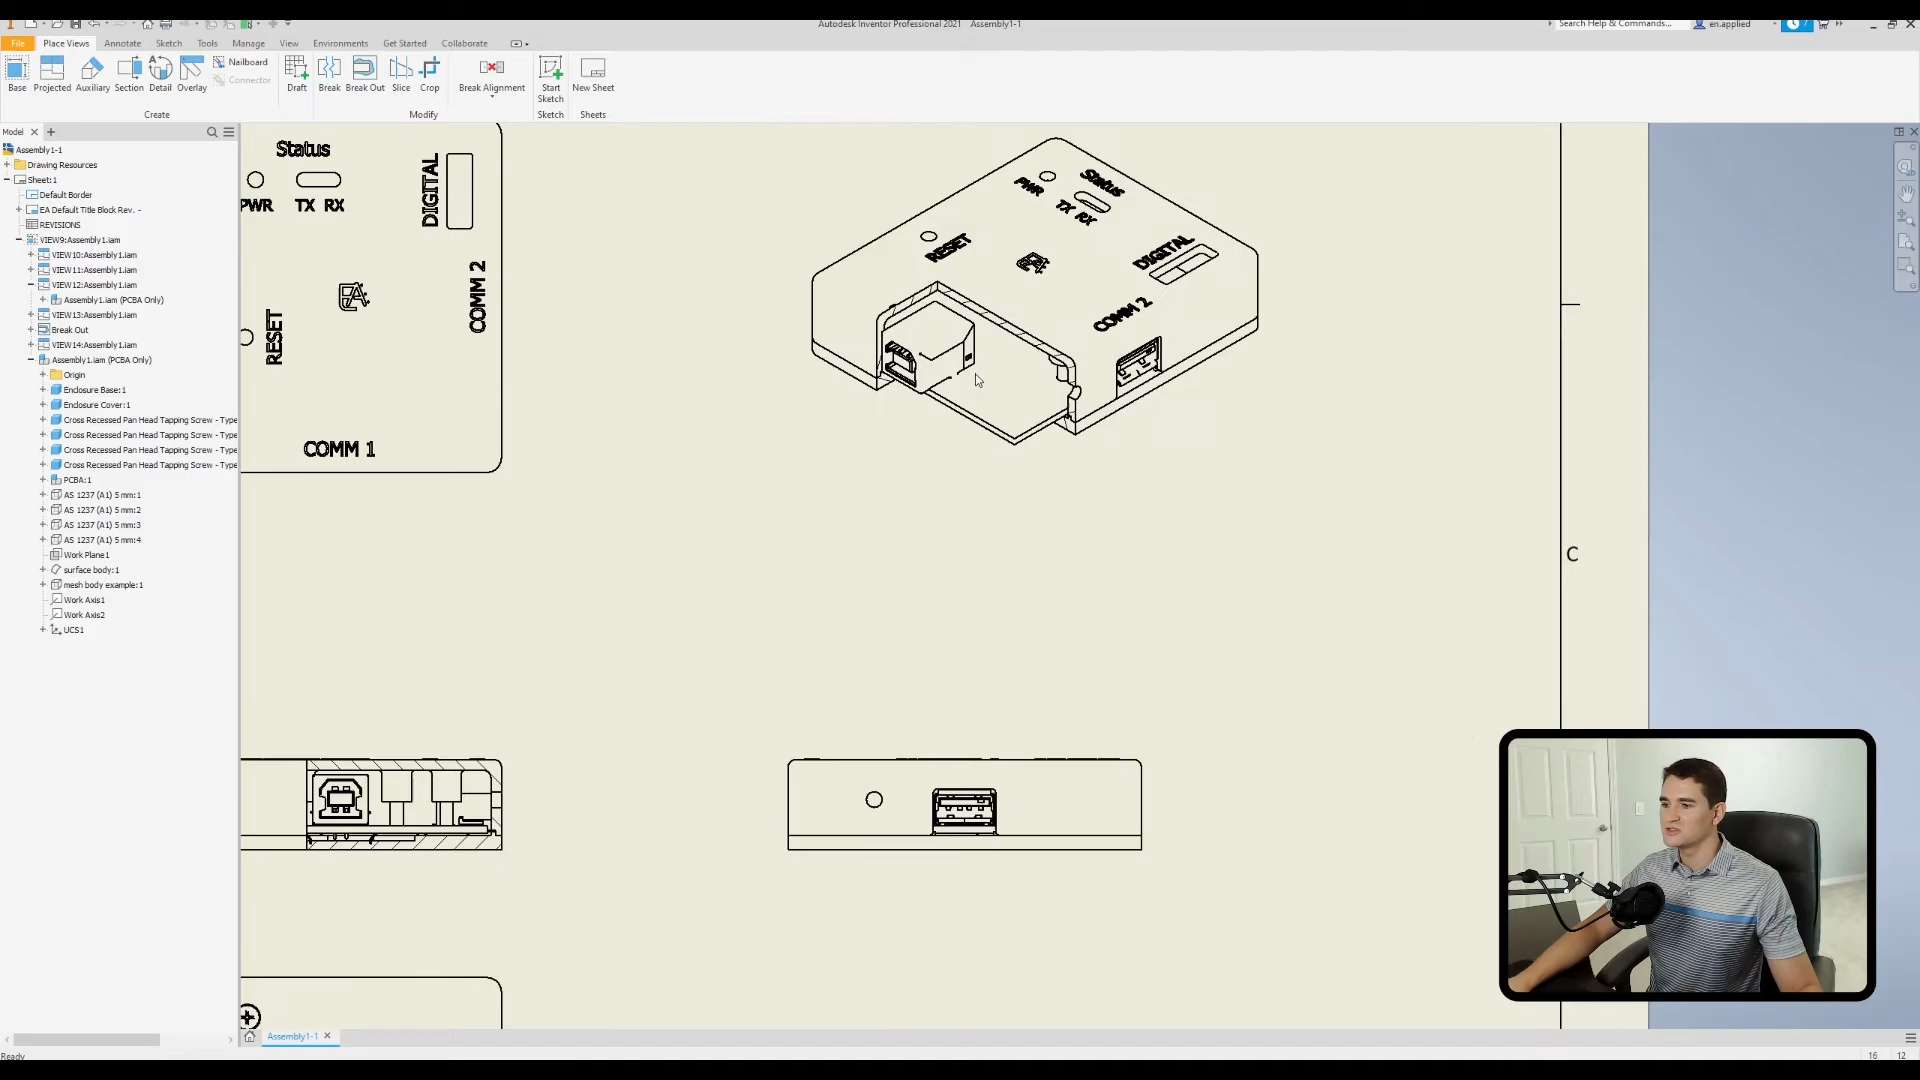 Autodesk Inventor Professional 2021 Assembly1-1
Search Help & Commands...
en.applied
File Place Views Annotate Sketch Tools Manage View Environments Get Started Collaborate
Base Projected Auxiliary Section Detail Overlay
Nailboard
Connector
Draft Break Break Out Slice Crop
Break Alignment
Start Sketch
New Sheet
Create Modify Sketch Sheets
Model
Assembly1-1
Drawing Resources
Sheet:1
Default Border
EA Default Title Block Rev. -
REVISIONS
VIEW9:Assembly1.iam
VIEW10:Assembly1.iam
VIEW11:Assembly1.iam
VIEW12:Assembly1.iam
Assembly1.iam (PCBA Only)
VIEW13:Assembly1.iam
Break Out
VIEW14:Assembly1.iam
Assembly1.iam (PCBA Only)
Origin
Enclosure Base:1
Enclosure Cover:1
Cross Recessed Pan Head Tapping Screw - Type
Cross Recessed Pan Head Tapping Screw - Type
Cross Recessed Pan Head Tapping Screw - Type
Cross Recessed Pan Head Tapping Screw - Type
PCBA:1
AS 1237 (A1) 5 mm:1
AS 1237 (A1) 5 mm:2
AS 1237 (A1) 5 mm:3
AS 1237 (A1) 5 mm:4
Work Plane1
surface body:1
mesh body example:1
Work Axis1
Work Axis2
UCS1
Status
PWR TX RX
DIGITAL
EA
COMM 2
RESET
COMM 1
Status
PWR
TX RX
RESET
EA
DIGITAL
COMM 2
C
Assembly1-1
Ready
16 12